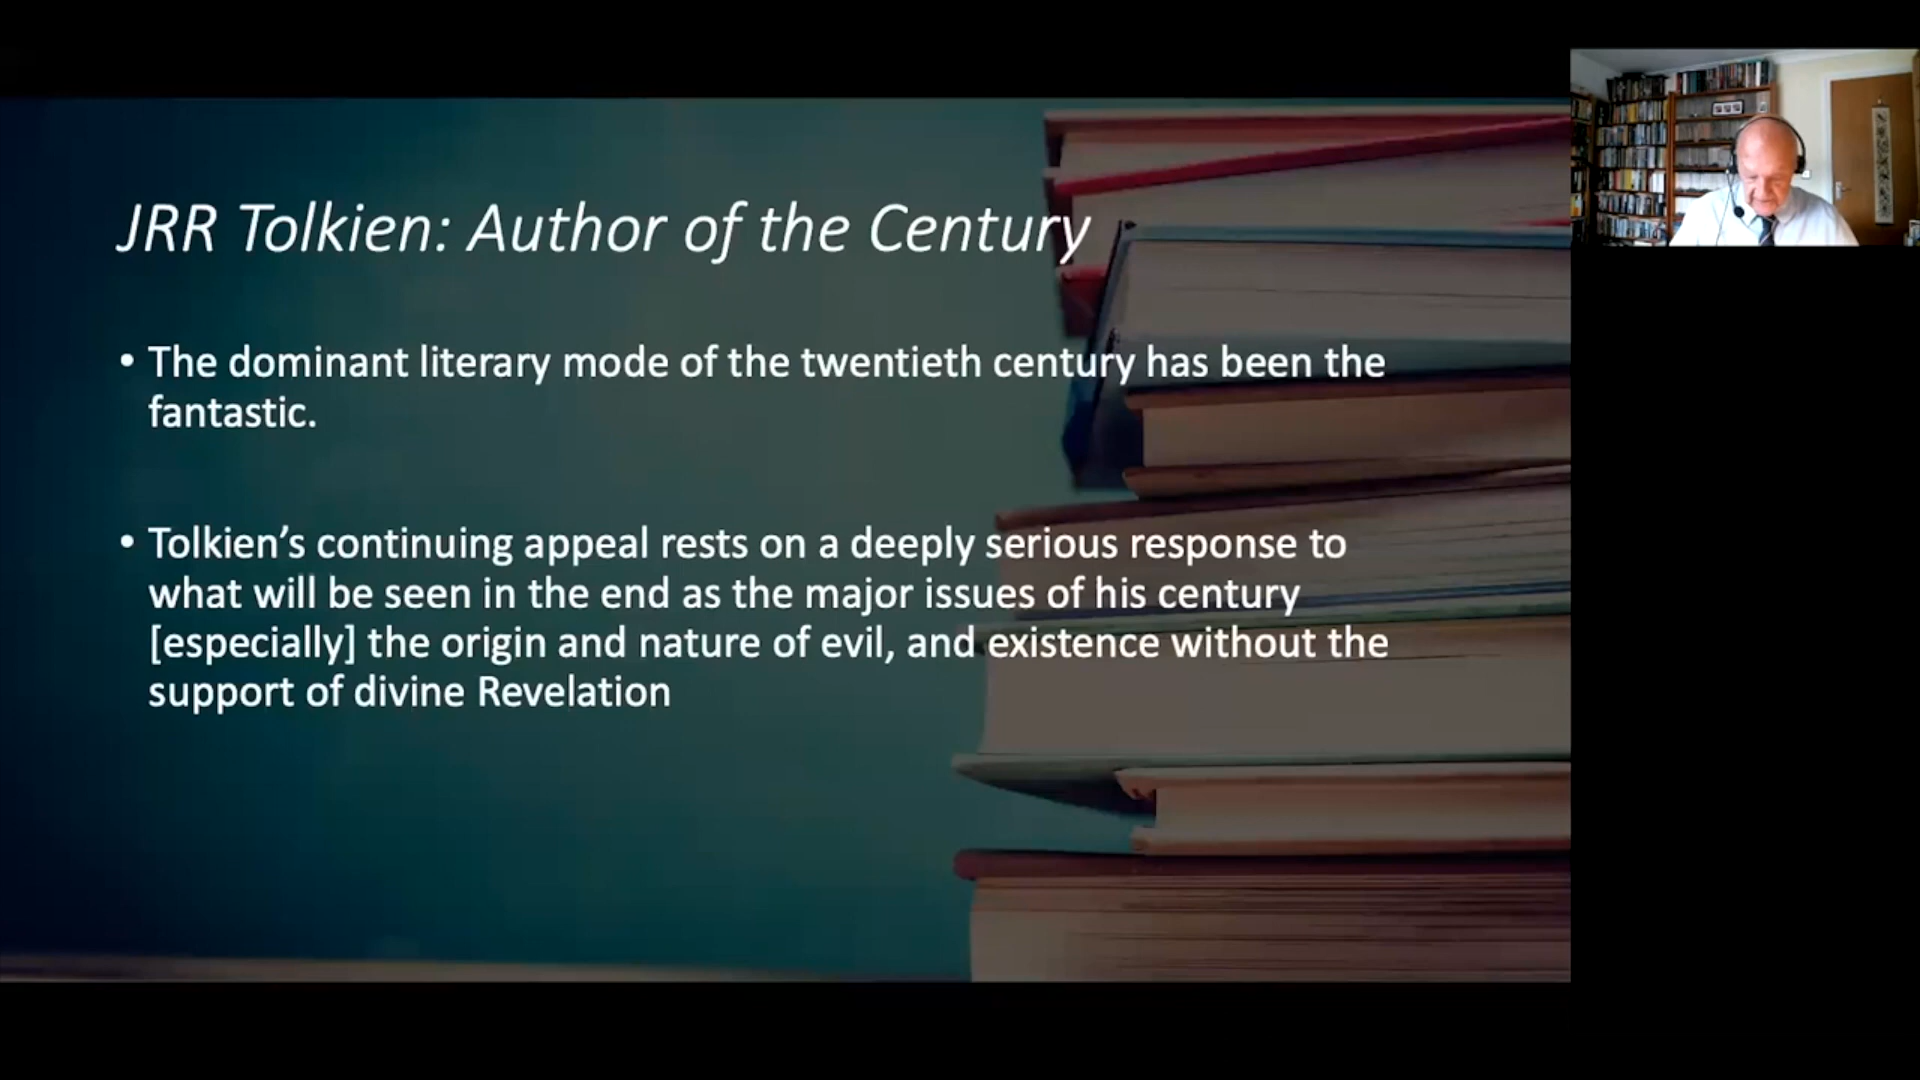 JRR Tolkien: Author of the Century
• The dominant literary mode of the twentieth century has been the
fantastic.
• Tolkien’s continuing appeal rests on a deeply serious response to
what will be seen in the end as the major issues of his century
[especially] the origin and nature of evil, and existence without the
support of divine Revelation